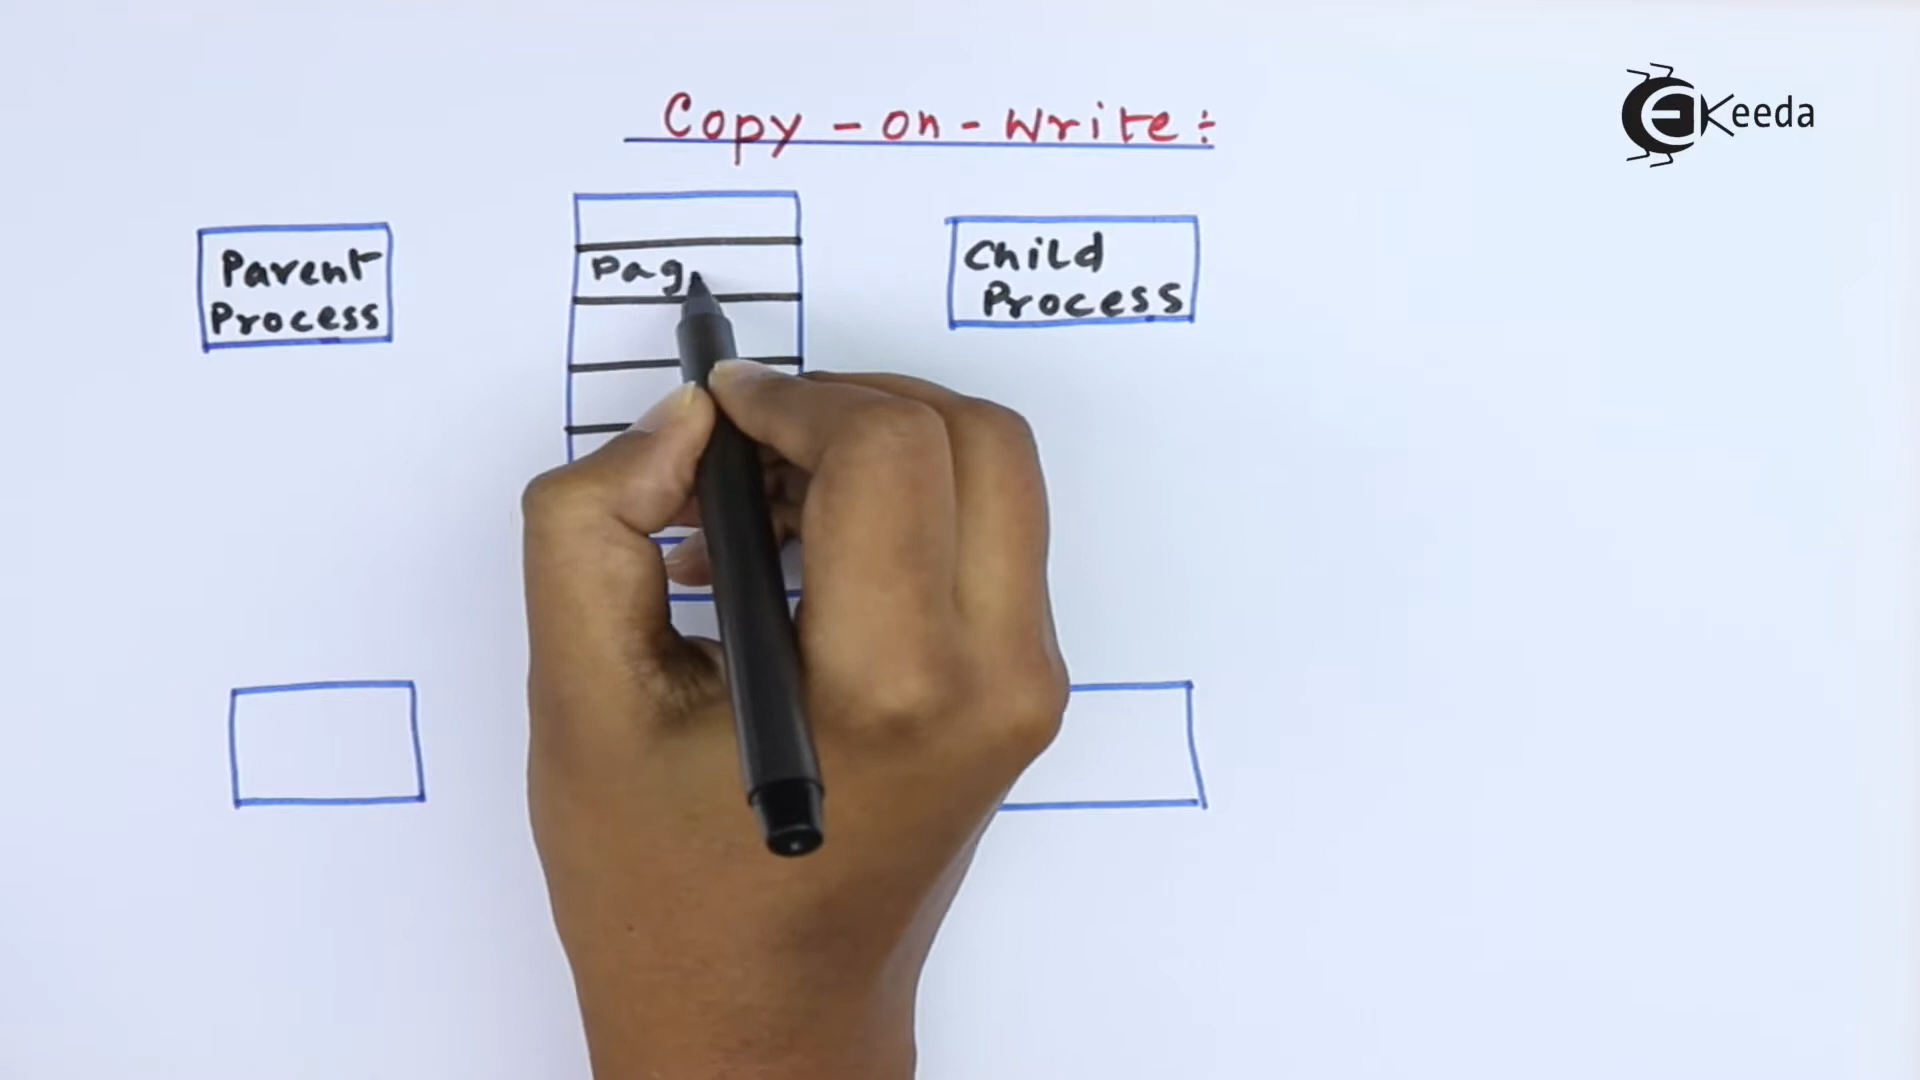 Copy - on - Write :
Keeda
Parent
Process
Pag
Child
Process